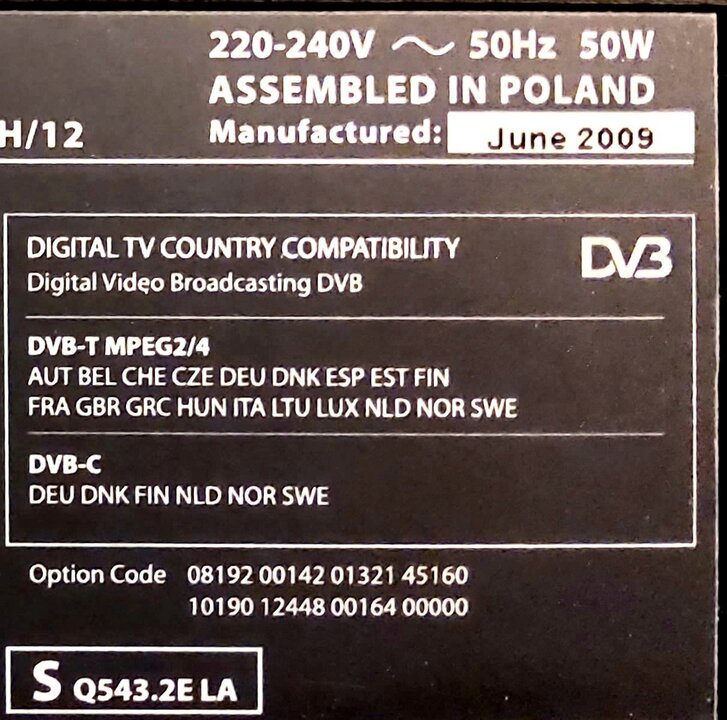 220-240V ~ 50Hz 50W
ASSEMBLED IN POLAND
H/12 Manufactured: June 2009
DIGITAL TV COUNTRY COMPATIBILITY DVB
Digital Video Broadcasting DVB
DVB-T MPEG2/4
AUT BEL CHE CZE DEU DNK ESP EST FIN
FRA GBR GRC HUN ITA LTU LUX NLD NOR SWE
DVB-C
DEU DNK FIN NLD NOR SWE
Option Code 08192 00142 01321 45160
10190 12448 00164 00000
S Q543.2E LA